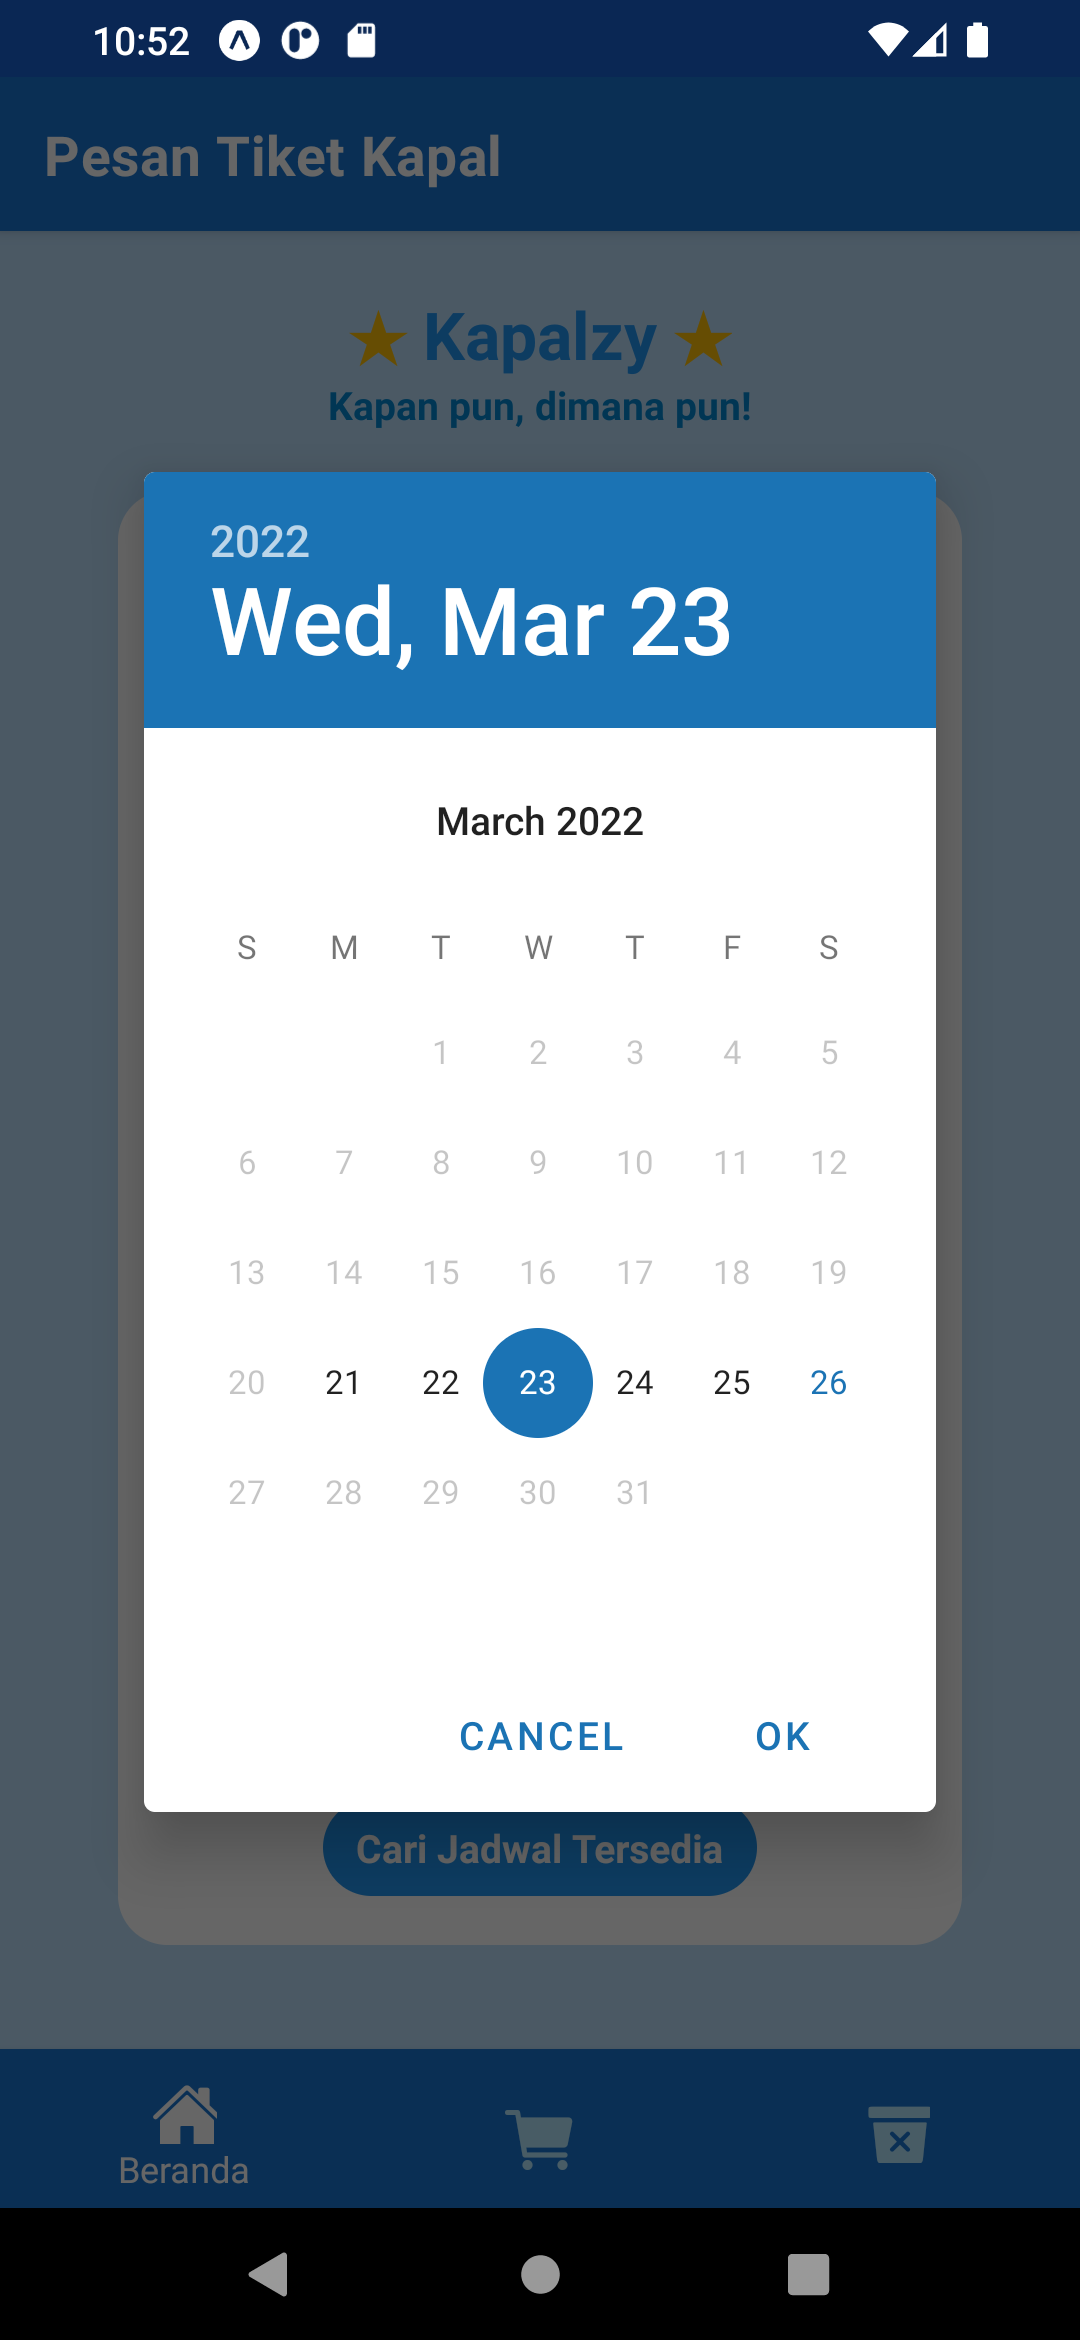 10:52
Pesan Tiket Kapal
Kapalzy
Kapan pun, dimana pun!
2022
Wed, Mar 23
March 2022
S M T W T F S
1 2 3 4 5
6 7 8 9 10 11 12
13 14 15 16 17 18 19
20 21 22 23 24 25 26
27 28 29 30 31
CANCEL OK
Cari Jadwal Tersedia
Beranda